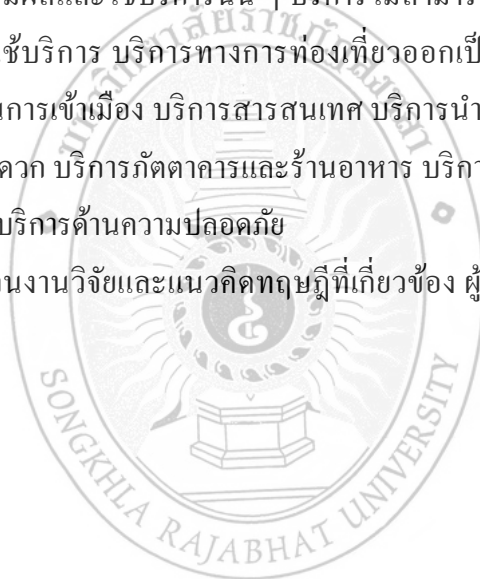 และใช้บริการนั้น ๆ บริการไม่สามาร
ช้บริการ บริการทางการท่องเที่ยวออกเป็
นการเข้าเมือง บริการสารสนเทศ บริการนำ
ดวก บริการภัตตาคารและร้านอาหาร บริกา
บริการด้านความปลอดภัย
นงานวิจัยและแนวคิดทฤษฎีที่เกี่ยวข้อง ผู้
SONGKHLA RAJABHAT UNIVERSITY